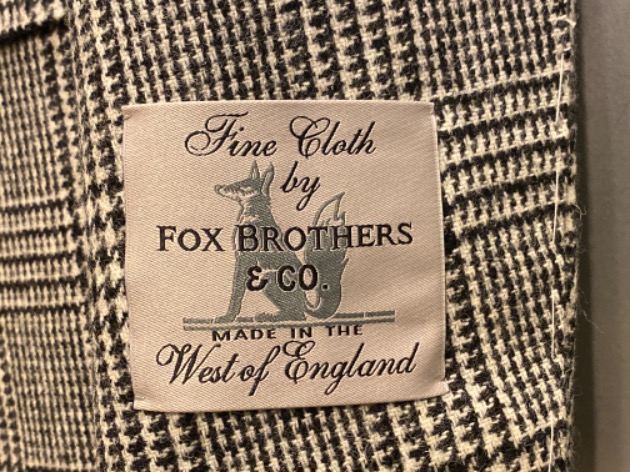 Fine Cloth
by
FOX BROTHERS
& CO.
MADE IN THE
West of England